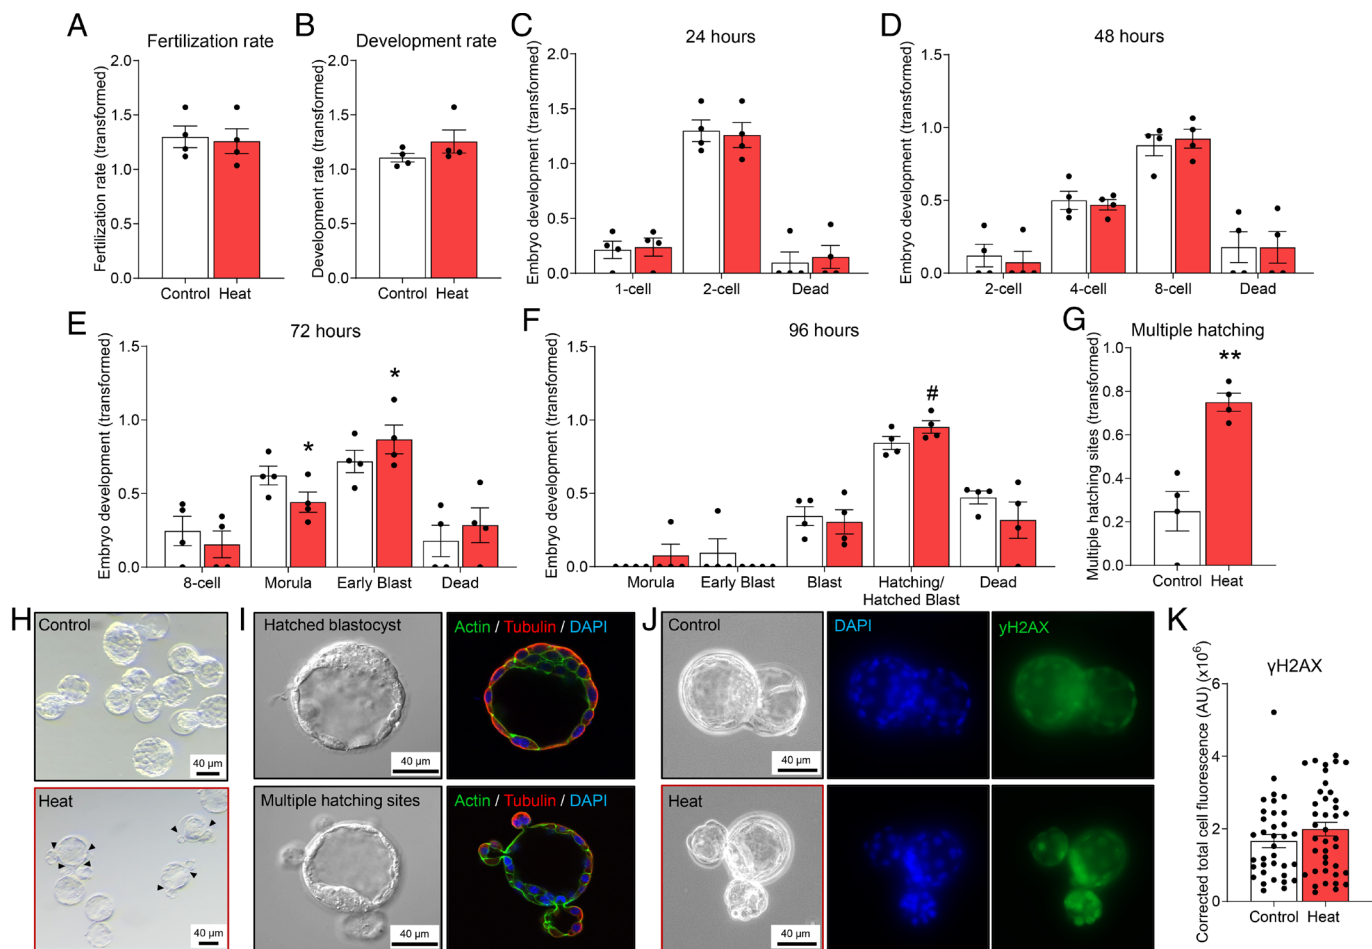 A
Fertilization rate
Fertilization rate (transformed)
2.0
1.5
1.0
0.5
0.0
Control Heat
B
Development rate
Development rate (transformed)
2.0
1.5
1.0
0.5
0.0
Control Heat
C
24 hours
Embryo development (transformed)
2.0
1.5
1.0
0.5
0.0
1-cell 2-cell Dead
D
48 hours
Embryo development (transformed)
1.5
1.0
0.5
0.0
2-cell 4-cell 8-cell Dead
E
72 hours
Embryo development (transformed)
1.5
1.0
0.5
0.0
*
*
8-cell Morula Early Blast Dead
F
96 hours
Embryo development (transformed)
1.5
1.0
0.5
0.0
#
Morula Early Blast Blast Hatching/ Dead
Hatched Blast
G
Multiple hatching
Multiple hatching sites (transformed)
1.0
0.8
0.6
0.4
0.2
0.0
**
Control Heat
H
Control
40 μm
Heat
40 μm
I
Hatched blastocyst
40 μm
Actin / Tubulin / DAPI
Multiple hatching sites
40 μm
Actin / Tubulin / DAPI
J
Control
40 μm
DAPI
yH2AX
Heat
40 μm
K
γH2AX
Corrected total cell fluorescence (AU) (x10⁶)
6
4
2
0
Control Heat